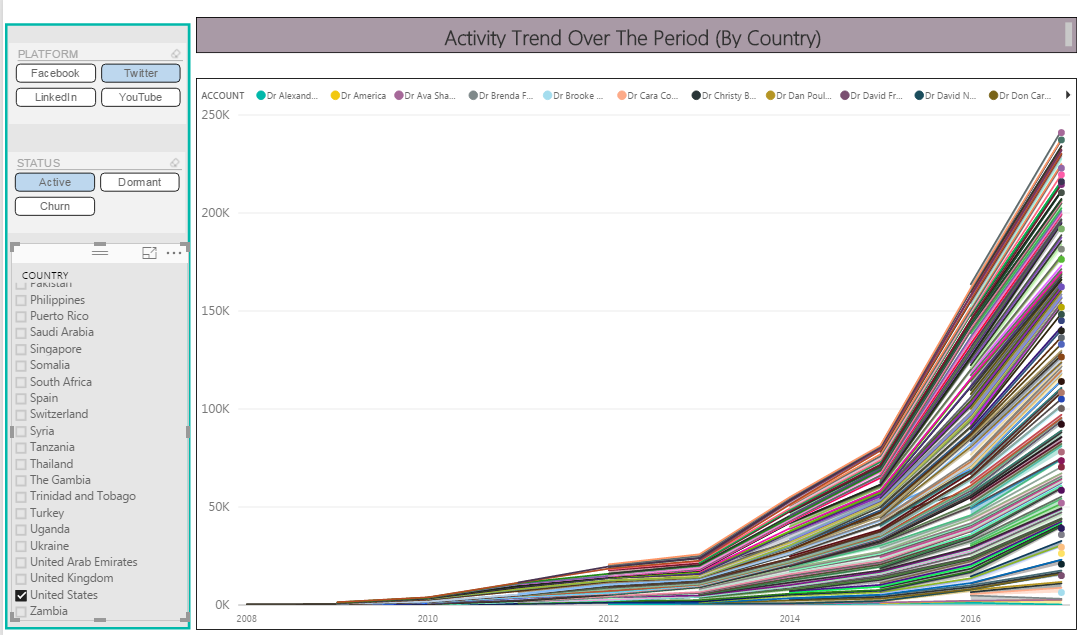 Activity Trend Over The Period (By Country)
PLATFORM
Facebook Twitter
LinkedIn YouTube
STATUS
Active Dormant
Churn
COUNTRY
Pakistan
Philippines
Puerto Rico
Saudi Arabia
Singapore
Somalia
South Africa
Spain
Switzerland
Syria
Tanzania
Thailand
The Gambia
Trinidad and Tobago
Turkey
Uganda
Ukraine
United Arab Emirates
United Kingdom
United States
Zambia
ACCOUNT Dr Alexand... Dr America Dr Ava Sha... Dr Brenda F... Dr Brooke ... Dr Cara Co... Dr Christy B... Dr Dan Poul... Dr David Fr... Dr David N... Dr Don Car...
250K
200K
150K
100K
50K
0K
2008 2010 2012 2014 2016